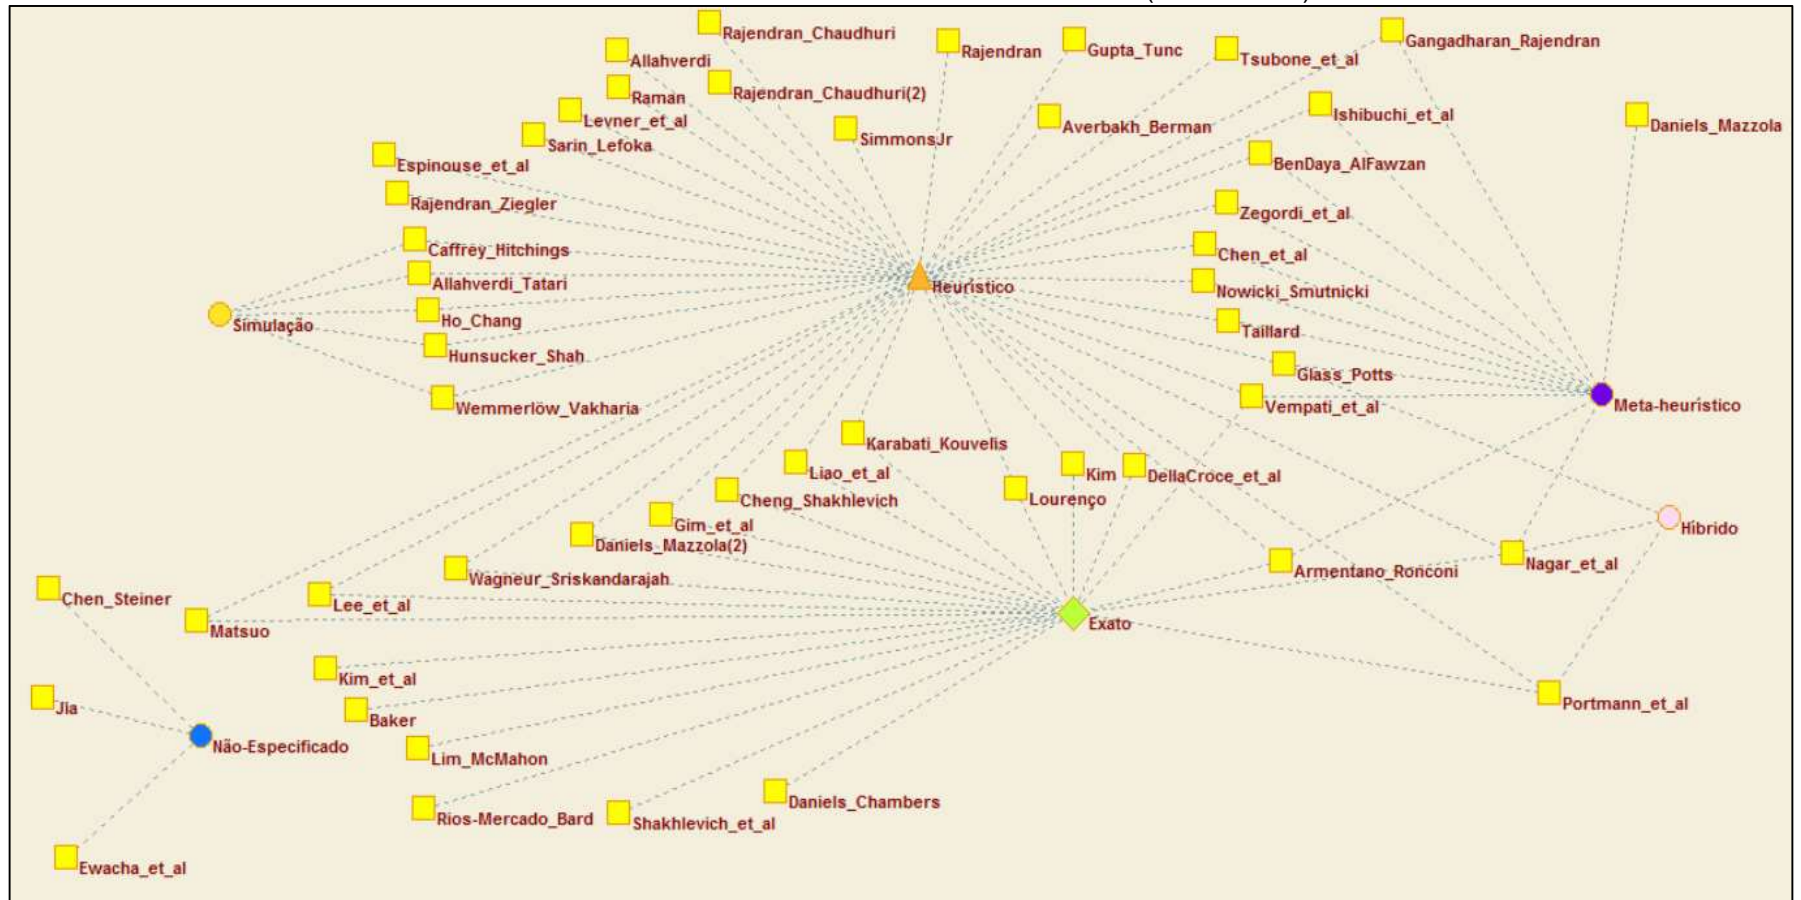 Rajendran_Chaudhuri
Gangadharan_Rajendran
Rajendran
Gupta_Tunc
Tsubone_et_al
Allahverdi
Rajendran_Chaudhuri(2)
Raman
Ishibuchi_et_al
Levner_et_al
Daniels_Mazzola
Averbakh_Berman
SimmonsJr
Sarin_Lefoka
Espinouse_et_al
BenDaya_AlFawzan
Rajendran_Ziegler
Zegordi_et_al
Caffrey_Hitchings
Chen_et_al
Allahverdi_Tatari
Heurístico
Nowicki_Smutnicki
Ho_Chang
Simulação
Taillard
Hunsucker_Shah
Glass_Potts
Wemmerlöw_Vakharia
Vempati_et_al
Meta-heurístico
Karabati_Kouvelis
Liao_et_al
Kim
DellaCroce_et_al
Cheng_Shakhlevich
Lourenço
Gim_et_al
Híbrido
Daniels_Mazzola(2)
Nagar_et_al
Armentano_Ronconi
Wagneur_Sriskandarajah
Chen_Steiner
Lee_et_al
Exato
Matsuo
Kim_et_al
Portmann_et_al
Jia
Baker
Não-Especificado
Lim_McMahon
Daniels_Chambers
Rios-Mercado_Bard
Shakhlevich_et_al
Ewacha_et_al